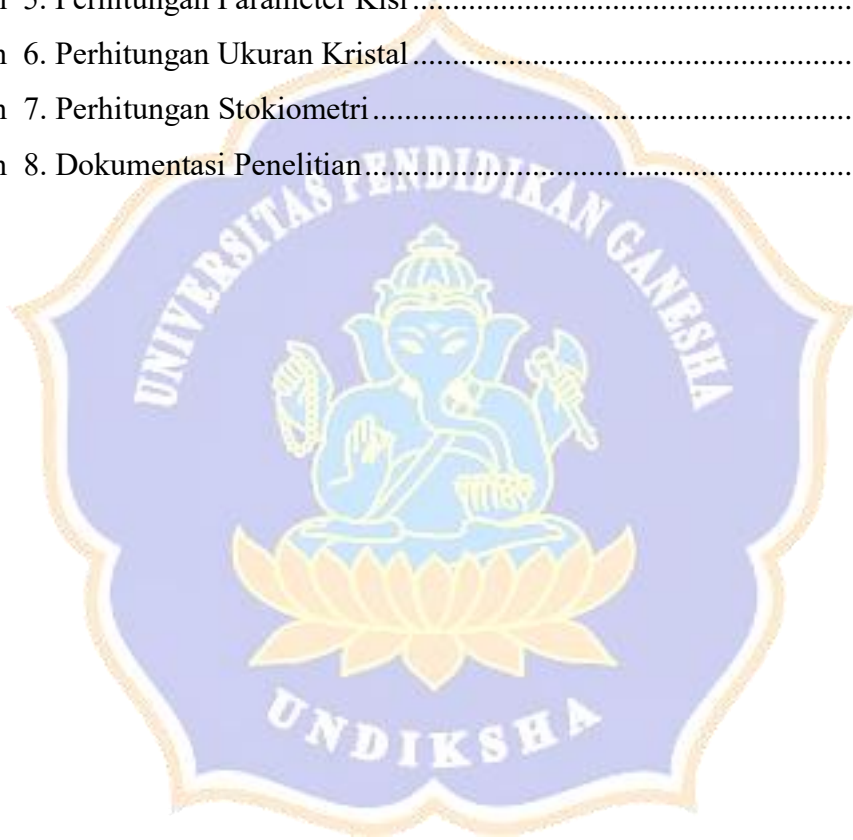 5. Perhitungan Parameter Kisi
6. Perhitungan Ukuran Kristal
7. Perhitungan Stokiometri
8. Dokumentasi Penelitian
UNIVERSITAS PENDIDIKAN GANESHA
UNDIKSHA